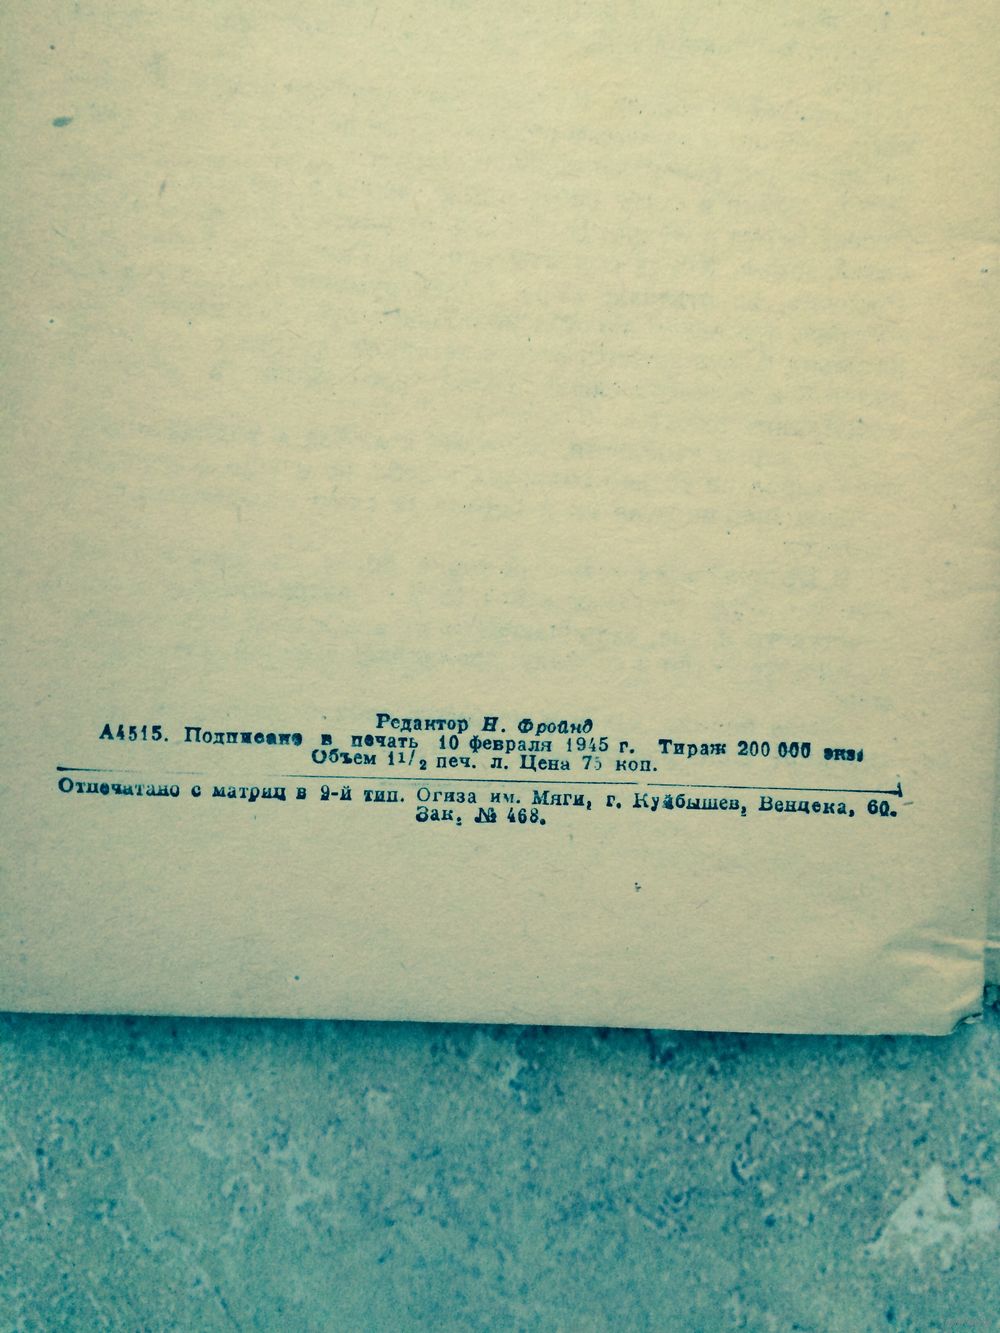 Редактор Н. Фройнд
А4515. Подписано в печать 10 февраля 1945 г. Тираж 200 000 экз.
Объем 1 1/2 печ. л. Цена 75 коп.
Отпечатано с матриц в 2-й тип. Огиза им. Мяги, г. Куйбышев, Венцека, 60.
Зак. № 468.